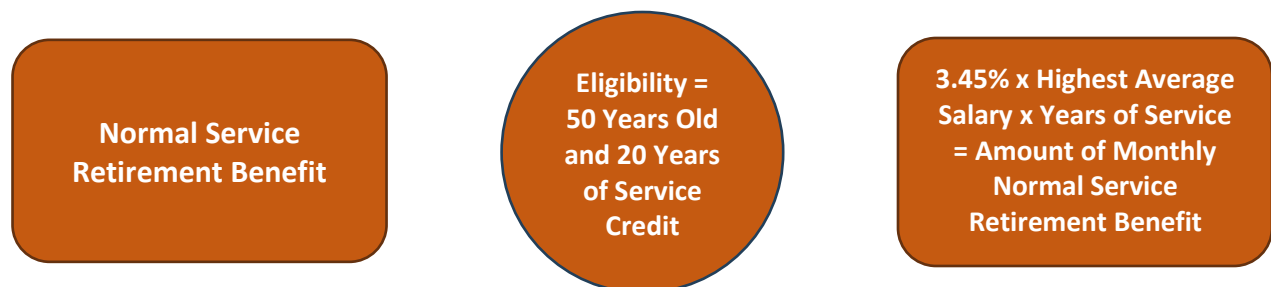 Normal Service
Retirement Benefit
Eligibility =
50 Years Old
and 20 Years
of Service
Credit
3.45% x Highest Average
Salary x Years of Service
= Amount of Monthly
Normal Service
Retirement Benefit